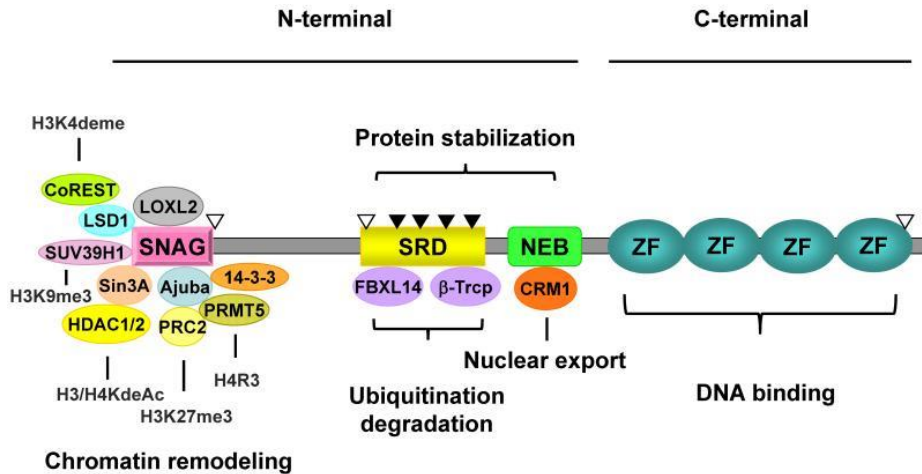 N-terminal
C-terminal
Protein stabilization
H3K4deme
CoREST
LOXL2
LSD1
SUV39H1
SNAG
SRD
NEB
ZF
ZF
ZF
ZF
H3K9me3
Sin3A
Ajuba
14-3-3
FBXL14
β-Trcp
CRM1
HDAC1/2
PRC2
PRMT5
Nuclear export
H3/H4KdeAc
H4R3
H3K27me3
Ubiquitination
degradation
DNA binding
Chromatin remodeling